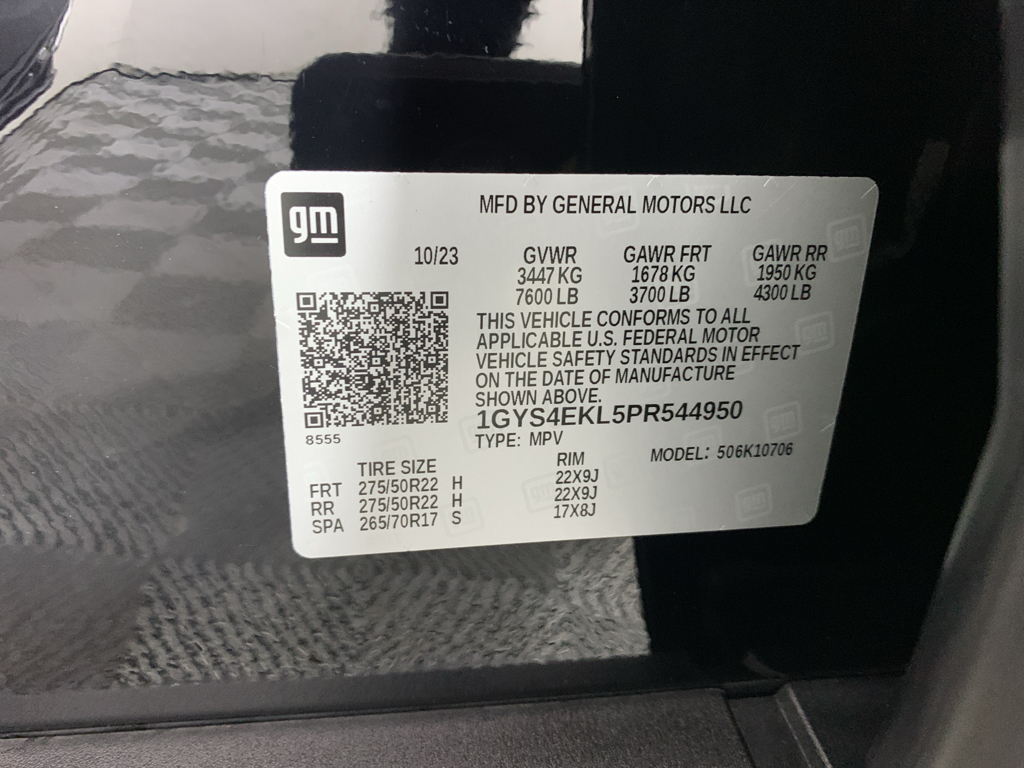 gm
MFD BY GENERAL MOTORS LLC
10/23 GVWR GAWR FRT GAWR RR
3447 KG 1678 KG 1950 KG
7600 LB 3700 LB 4300 LB
THIS VEHICLE CONFORMS TO ALL
APPLICABLE U.S. FEDERAL MOTOR
VEHICLE SAFETY STANDARDS IN EFFECT
ON THE DATE OF MANUFACTURE
SHOWN ABOVE.
1GYS4EKL5PR544950
8555
TYPE: MPV
MODEL: 506K10706
TIRE SIZE RIM
FRT 275/50R22 H 22X9J
RR 275/50R22 H 22X9J
SPA 265/70R17 S 17X8J